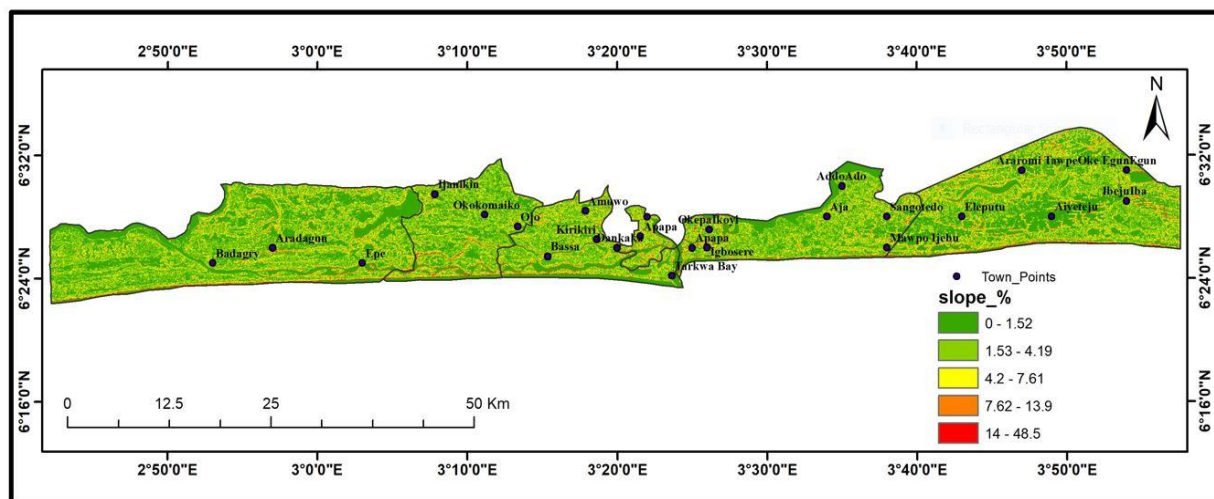 2°50'0"E 3°0'0"E 3°10'0"E 3°20'0"E 3°30'0"E 3°40'0"E 3°50'0"E
N
6°32'0"N 6°32'0"N
Araromi Tawpe Oke Egun Egun
AddoAdo
Ijanikin
IbejuIba
Okokomaiko
Amuwo
Aja
Sangotedo
Eleputu
Aiyeteju
Ojo
Apapa
OkepaIkoyi
Kirikiri
Aradagun
Bassa
Apapa
Igbosere
Mawpo Ijehu
Badagry
Epe
Tarkwa Bay
6°24'0"N 6°24'0"N
Town_Points
slope_%
0 - 1.52
1.53 - 4.19
4.2 - 7.61
7.62 - 13.9
14 - 48.5
0 12.5 25 50 Km
6°16'0"N 6°16'0"N
2°50'0"E 3°0'0"E 3°10'0"E 3°20'0"E 3°30'0"E 3°40'0"E 3°50'0"E